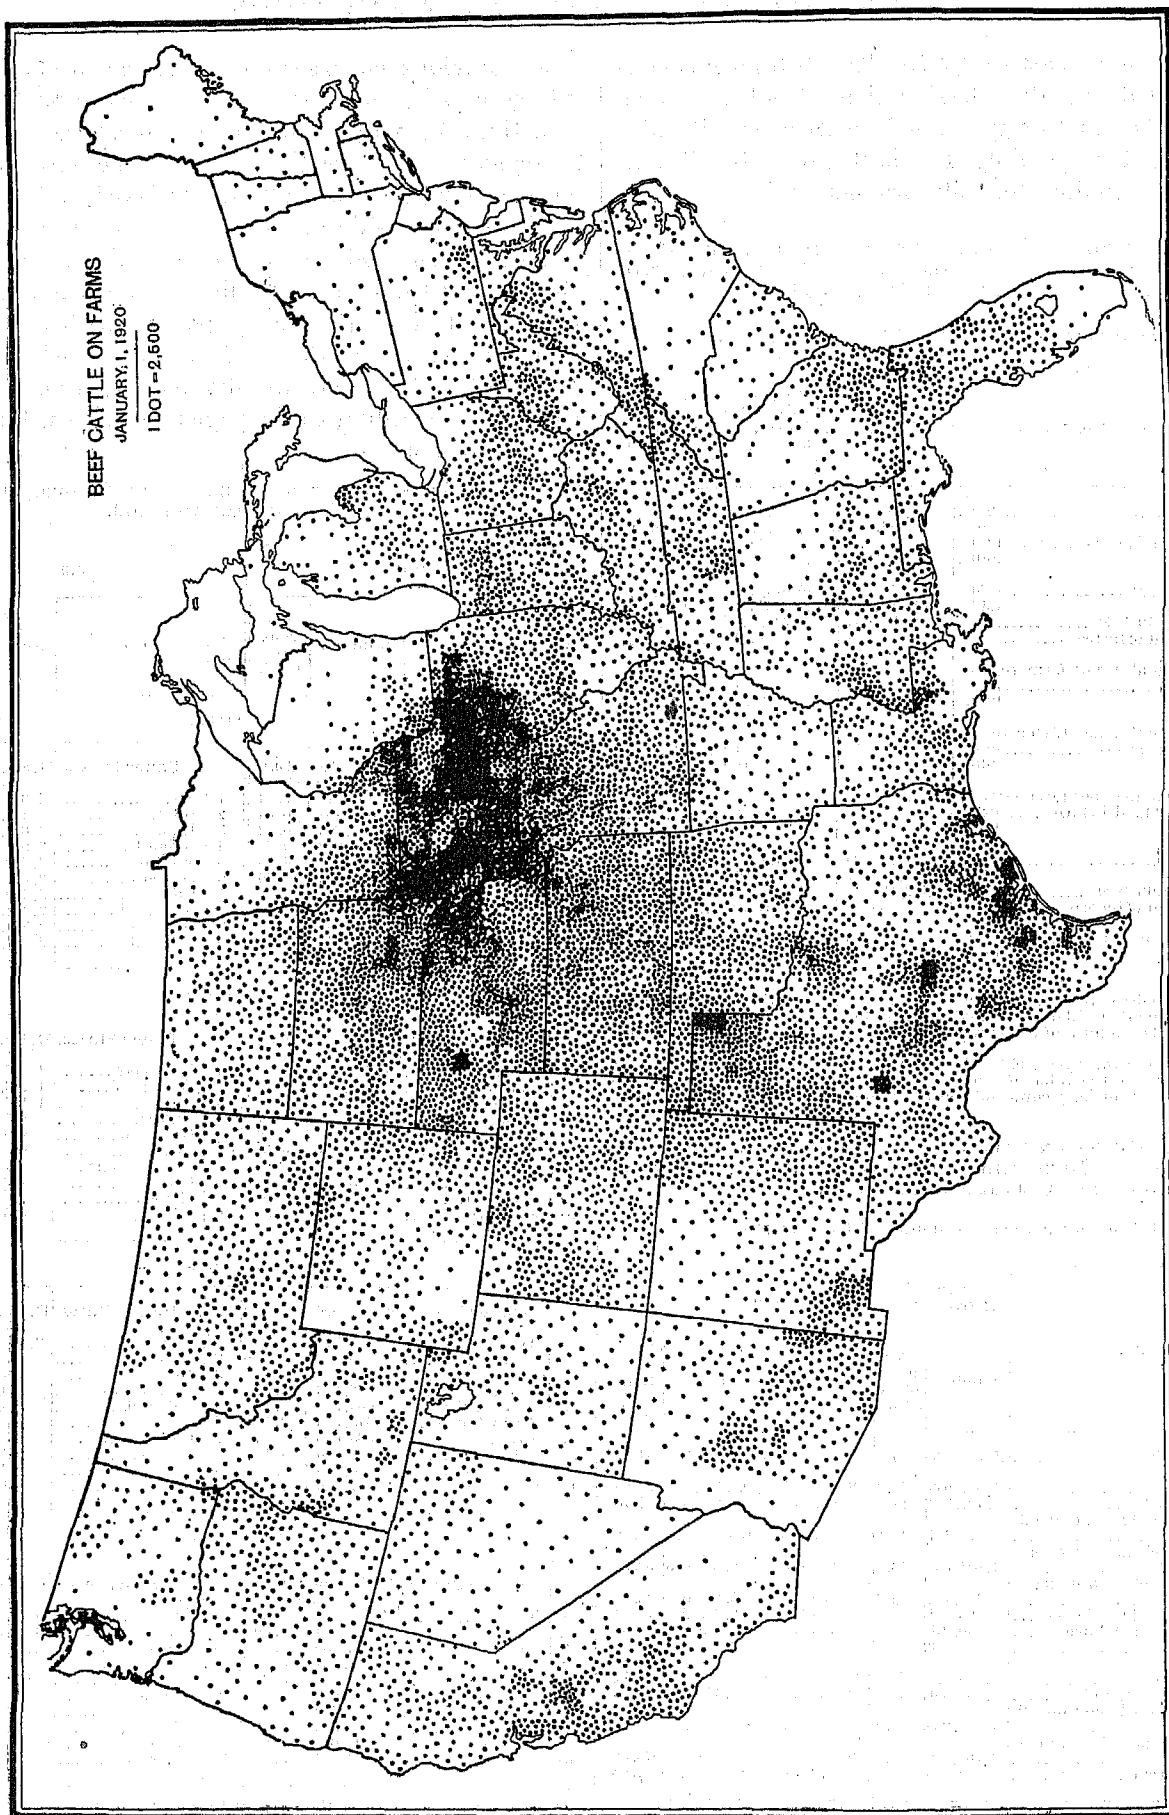 BEEF CATTLE ON FARMS
JANUARY, 1, 1920
1 DOT = 2,500